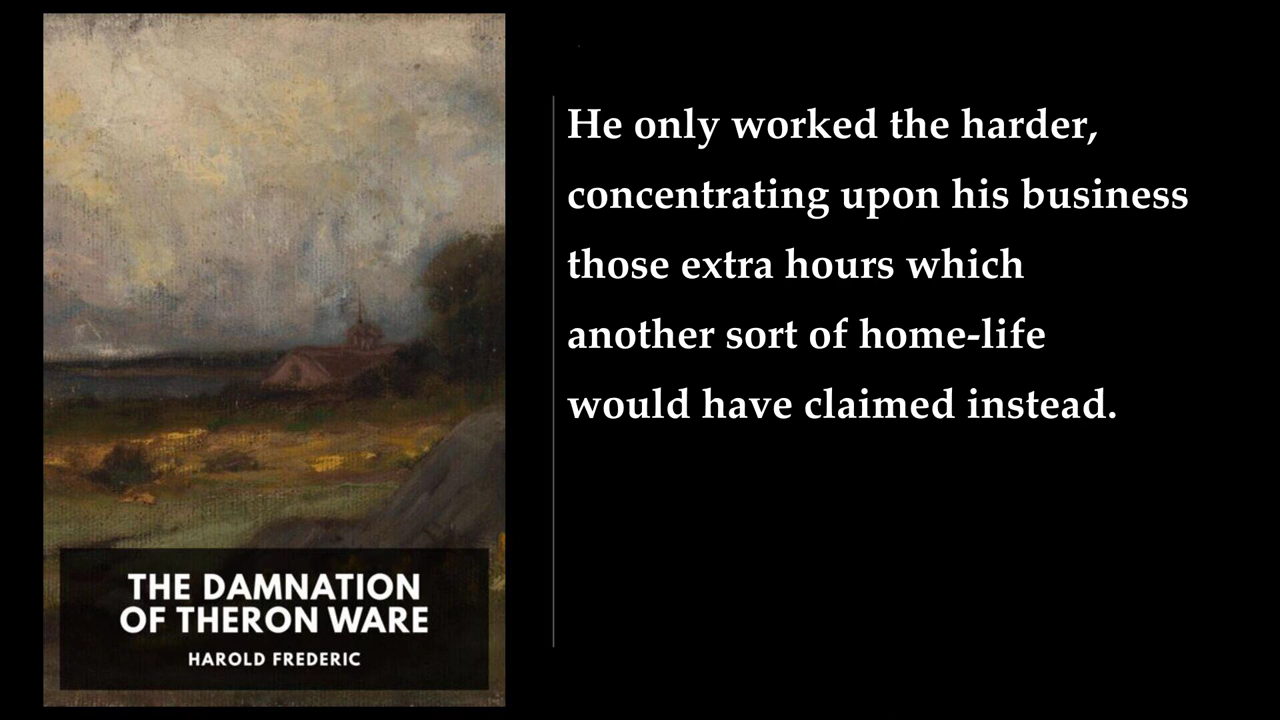 THE DAMNATION
OF THERON WARE
HAROLD FREDERIC
He only worked the harder,
concentrating upon his business
those extra hours which
another sort of home-life
would have claimed instead.